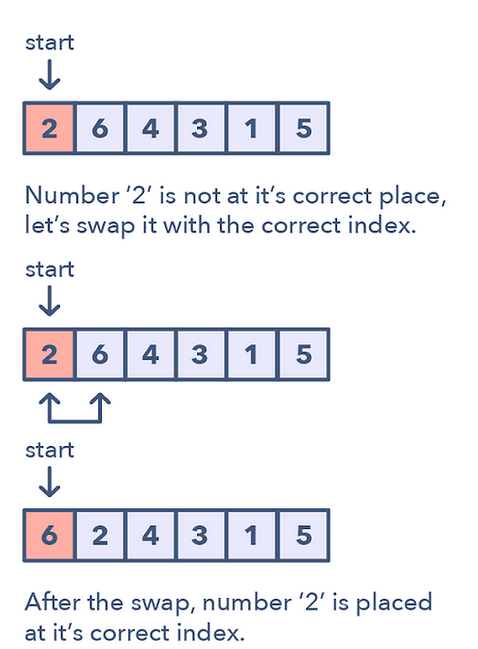 start
2 6 4 3 1 5
Number ‘2’ is not at it’s correct place,
let’s swap it with the correct index.
start
2 6 4 3 1 5
start
6 2 4 3 1 5
After the swap, number ‘2’ is placed
at it’s correct index.